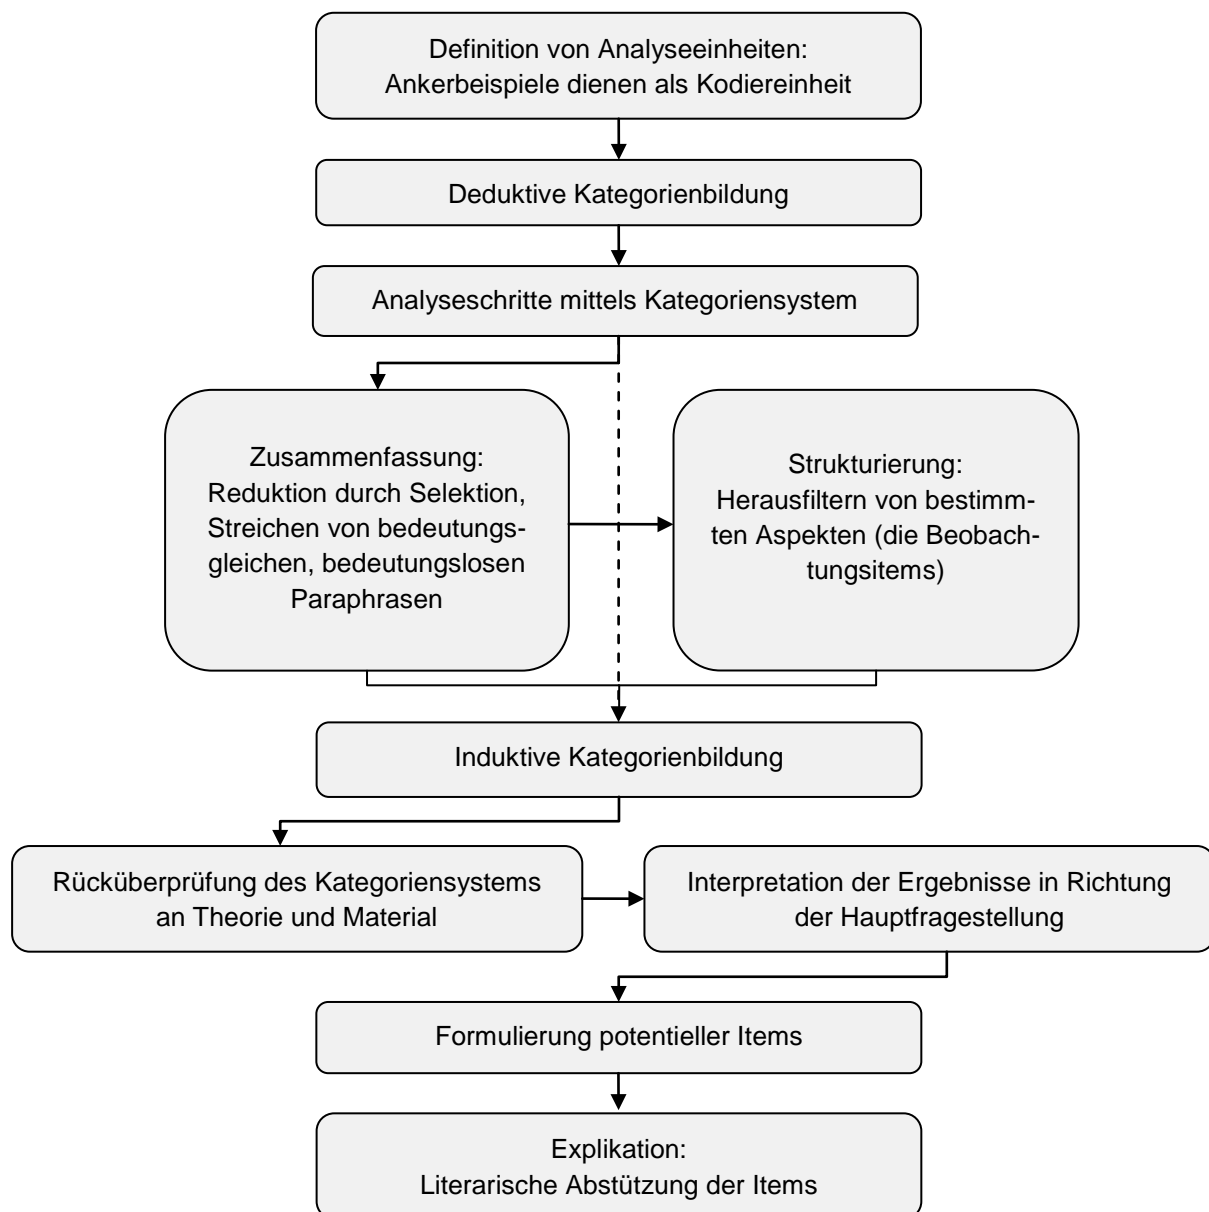 Definition von Analyseeinheiten:
Ankerbeispiele dienen als Kodiereinheit
Deduktive Kategorienbildung
Analyseschritte mittels Kategoriensystem
Zusammenfassung:
Reduktion durch Selektion,
Streichen von bedeutungs-
gleichen, bedeutungslosen
Paraphrasen
Strukturierung:
Herausfiltern von bestimm-
ten Aspekten (die Beobach-
tungsitems)
Induktive Kategorienbildung
Rücküberprüfung des Kategoriensystems
an Theorie und Material
Interpretation der Ergebnisse in Richtung
der Hauptfragestellung
Formulierung potentieller Items
Explikation:
Literarische Abstützung der Items